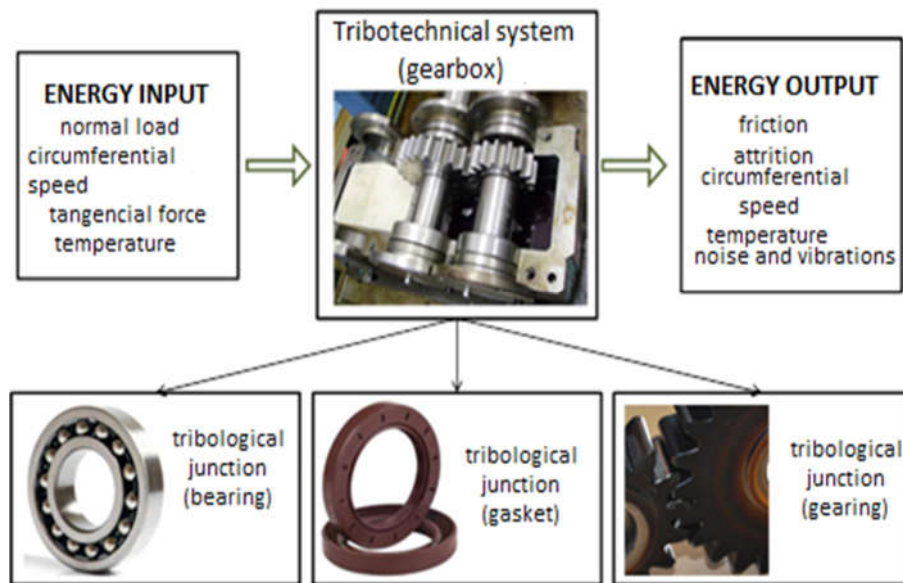 Tribotechnical system
(gearbox)
ENERGY INPUT
normal load
circumferential
speed
tangencial force
temperature
ENERGY OUTPUT
friction
attrition
circumferential
speed
temperature
noise and vibrations
tribological
junction
(bearing)
tribological
junction
(gasket)
tribological
junction
(gearing)